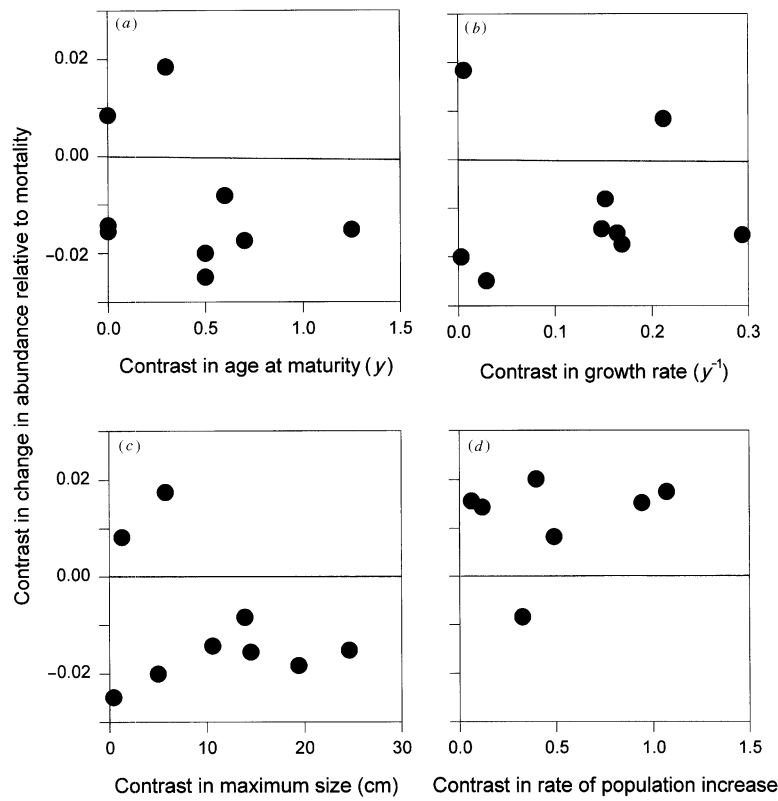 Contrast in change in abundance relative to mortality
(a)
0.02
0.00
−0.02
0.0 0.5 1.0 1.5
Contrast in age at maturity (y)
(b)
0.0 0.1 0.2 0.3
Contrast in growth rate (y⁻¹)
(c)
0.02
0.00
−0.02
0 10 20 30
Contrast in maximum size (cm)
(d)
0.0 0.5 1.0 1.5
Contrast in rate of population increase